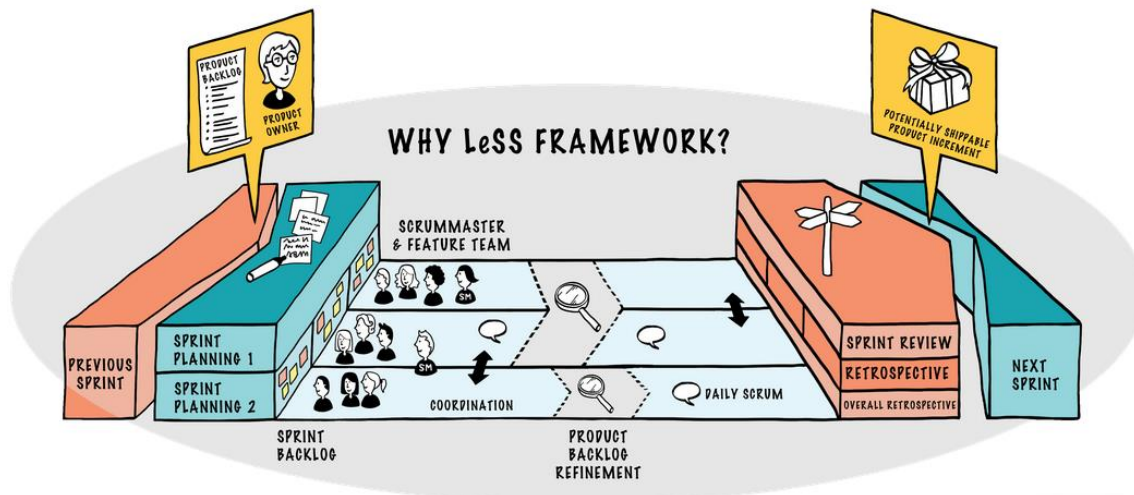 PRODUCT
BACKLOG
PRODUCT
OWNER
WHY LeSS FRAMEWORK?
POTENTIALLY SHIPPABLE
PRODUCT INCREMENT
SCRUMMASTER
& FEATURE TEAM
SM
SM
PREVIOUS
SPRINT
SPRINT
PLANNING 1
SPRINT
PLANNING 2
COORDINATION
DAILY SCRUM
SPRINT REVIEW
RETROSPECTIVE
OVERALL RETROSPECTIVE
NEXT
SPRINT
SPRINT
BACKLOG
PRODUCT
BACKLOG
REFINEMENT